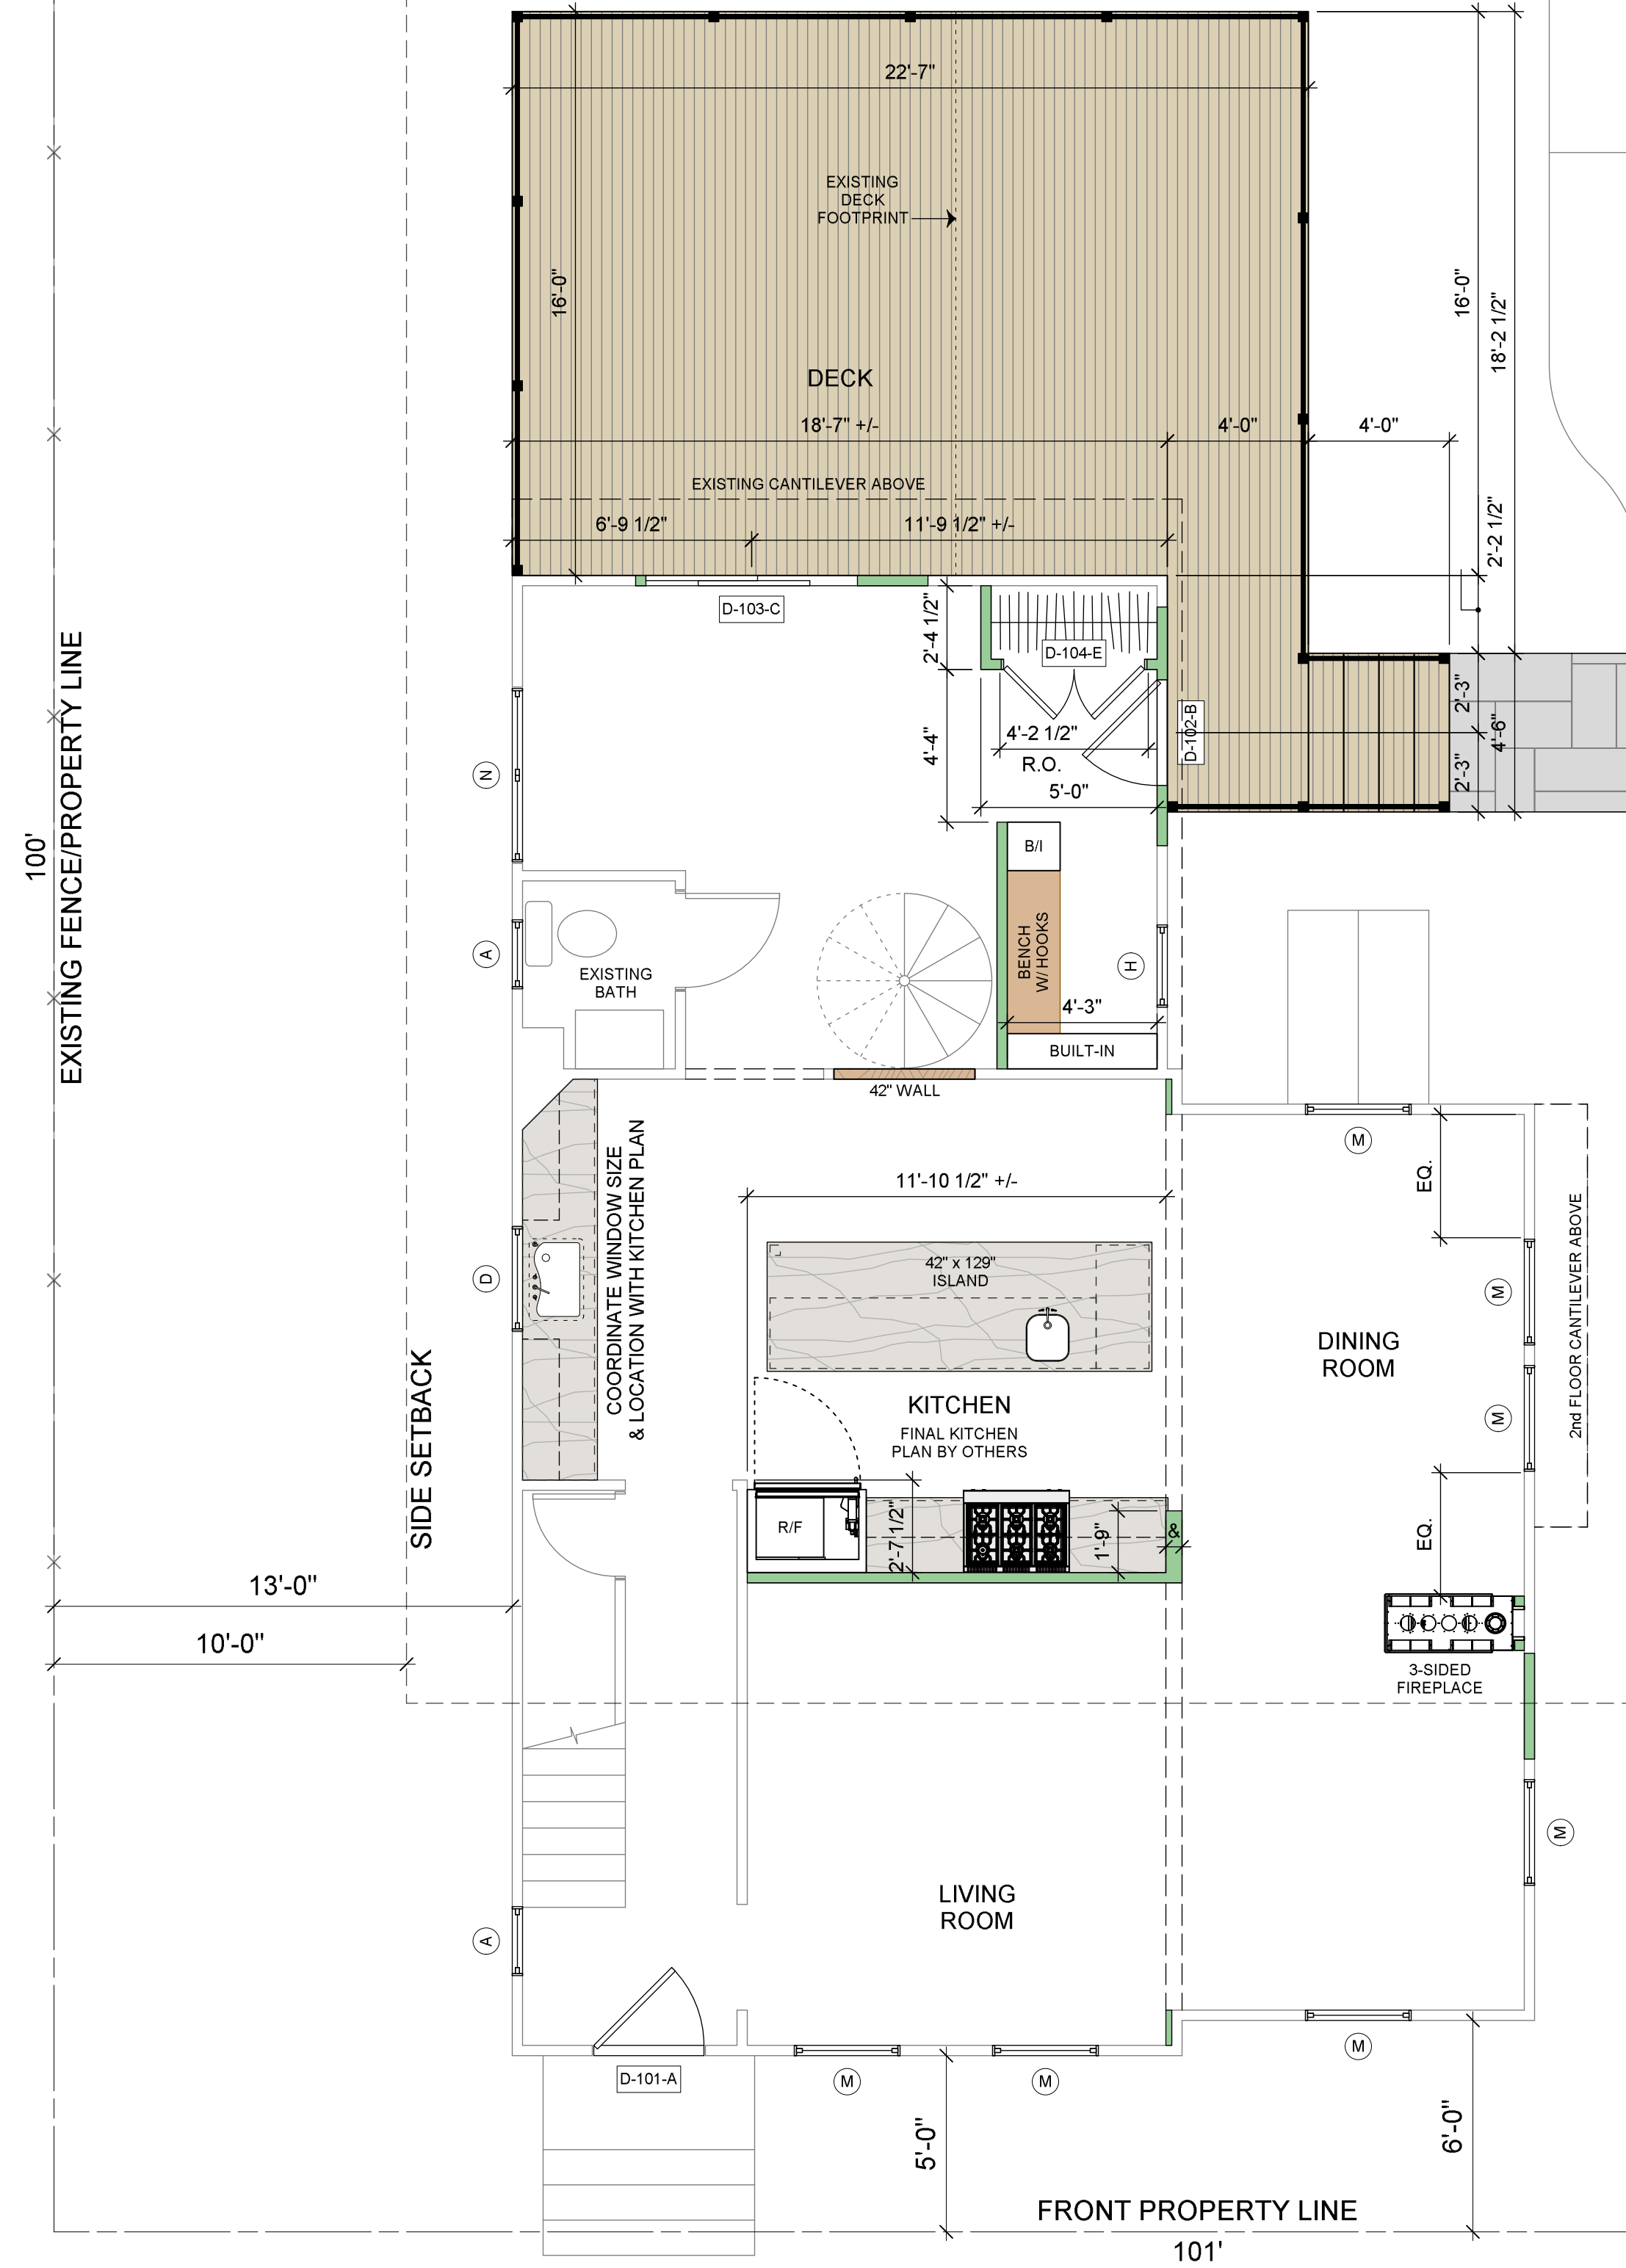 22'-7"
EXISTING
DECK
FOOTPRINT
16'-0"
16'-0"
18'-2 1/2"
DECK
18'-7" +/-
4'-0"
4'-0"
EXISTING CANTILEVER ABOVE
6'-9 1/2"
11'-9 1/2" +/-
2'-2 1/2"
D-103-C
2'-4 1/2"
D-104-E
4'-4"
4'-2 1/2"
R.O.
5'-0"
D-102-B
2'-3"
4'-6"
2'-3"
EXISTING FENCE/PROPERTY LINE
100'
N
B/I
A
EXISTING
BATH
BENCH
W/ HOOKS
H
4'-3"
BUILT-IN
42" WALL
COORDINATE WINDOW SIZE
& LOCATION WITH KITCHEN PLAN
M
EQ.
11'-10 1/2" +/-
2nd FLOOR CANTILEVER ABOVE
D
42" x 129"
ISLAND
M
DINING
ROOM
SIDE SETBACK
KITCHEN
FINAL KITCHEN
PLAN BY OTHERS
M
R/F
2'-7 1/2"
1'-9"
&
EQ.
13'-0"
10'-0"
3-SIDED
FIREPLACE
M
LIVING
ROOM
A
D-101-A
M
M
M
5'-0"
6'-0"
FRONT PROPERTY LINE
101'